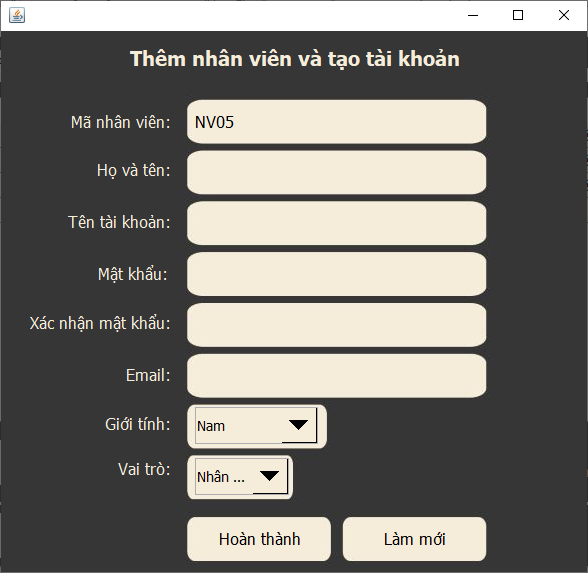 Thêm nhân viên và tạo tài khoản
Mã nhân viên: NV05
Họ và tên:
Tên tài khoản:
Mật khẩu:
Xác nhận mật khẩu:
Email:
Giới tính: Nam
Vai trò: Nhân ...
Hoàn thành Làm mới